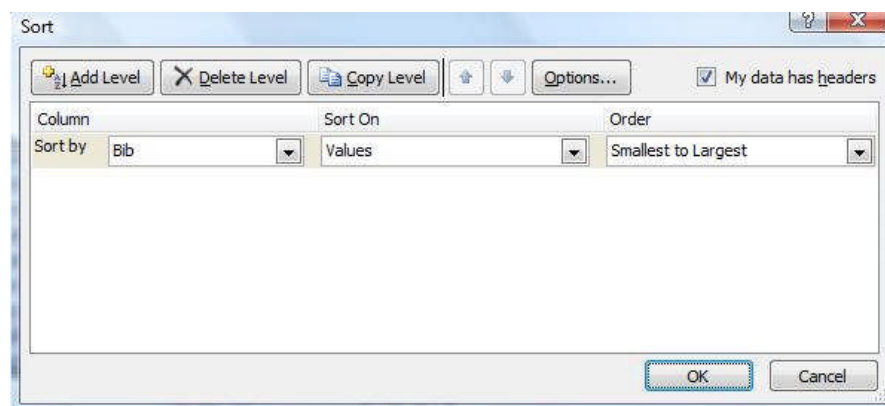 Sort
Add Level Delete Level Copy Level Options... My data has headers
Column Sort On Order
Sort by Bib Values Smallest to Largest
OK Cancel